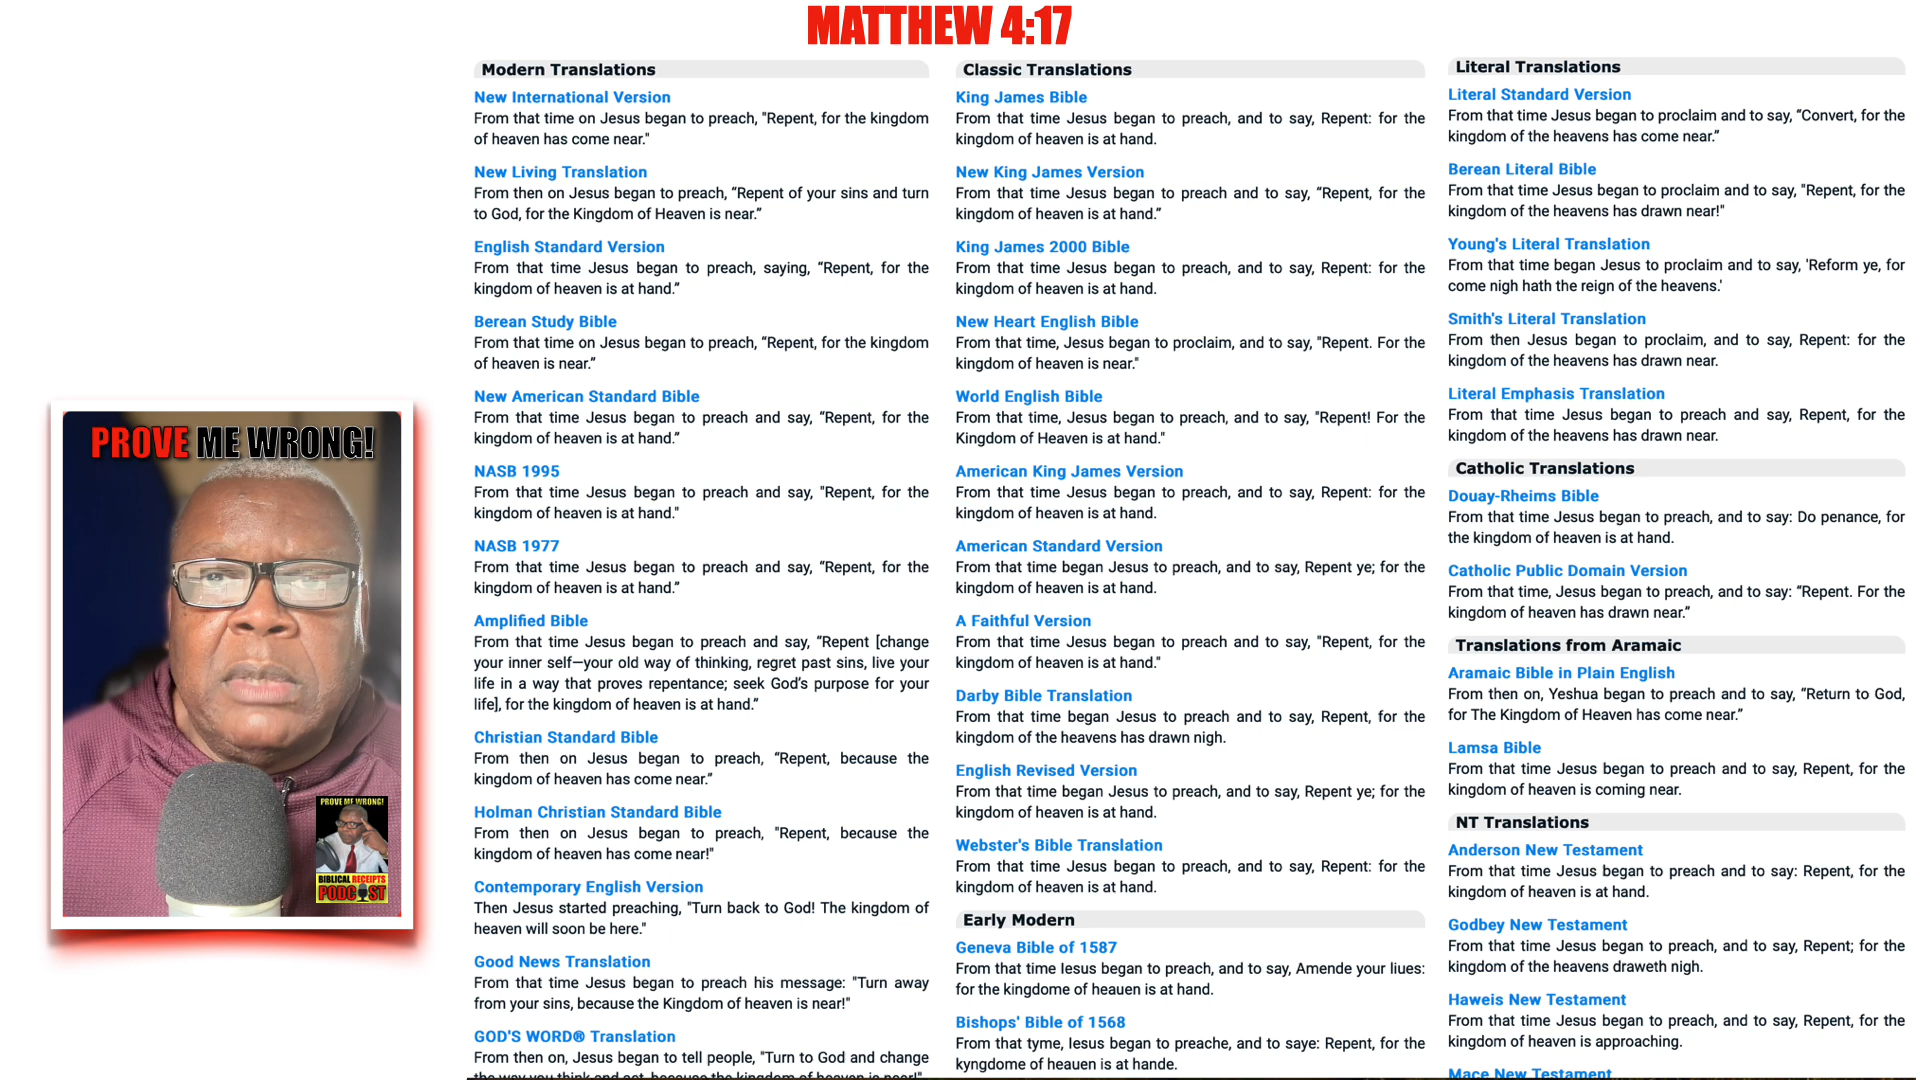 MATTHEW 4:17
PROVE ME WRONG!
PROVE ME WRONG!
BIBLICAL RECEIPTS
PODCAST
Modern Translations
New International Version
From that time on Jesus began to preach, "Repent, for the kingdom
of heaven has come near."
New Living Translation
From then on Jesus began to preach, “Repent of your sins and turn
to God, for the Kingdom of Heaven is near.”
English Standard Version
From that time Jesus began to preach, saying, “Repent, for the
kingdom of heaven is at hand.”
Berean Study Bible
From that time on Jesus began to preach, “Repent, for the kingdom
of heaven is near.”
New American Standard Bible
From that time Jesus began to preach and say, “Repent, for the
kingdom of heaven is at hand.”
NASB 1995
From that time Jesus began to preach and say, "Repent, for the
kingdom of heaven is at hand."
NASB 1977
From that time Jesus began to preach and say, “Repent, for the
kingdom of heaven is at hand.”
Amplified Bible
From that time Jesus began to preach and say, “Repent [change
your inner self—your old way of thinking, regret past sins, live your
life in a way that proves repentance; seek God’s purpose for your
life], for the kingdom of heaven is at hand.”
Christian Standard Bible
From then on Jesus began to preach, “Repent, because the
kingdom of heaven has come near.”
Holman Christian Standard Bible
From then on Jesus began to preach, "Repent, because the
kingdom of heaven has come near!"
Contemporary English Version
Then Jesus started preaching, "Turn back to God! The kingdom of
heaven will soon be here."
Good News Translation
From that time Jesus began to preach his message: "Turn away
from your sins, because the Kingdom of heaven is near!"
GOD'S WORD® Translation
From then on, Jesus began to tell people, "Turn to God and change
the way you think and act, because the kingdom of heaven is near!"
Classic Translations
King James Bible
From that time Jesus began to preach, and to say, Repent: for the
kingdom of heaven is at hand.
New King James Version
From that time Jesus began to preach and to say, “Repent, for the
kingdom of heaven is at hand.”
King James 2000 Bible
From that time Jesus began to preach, and to say, Repent: for the
kingdom of heaven is at hand.
New Heart English Bible
From that time, Jesus began to proclaim, and to say, "Repent. For the
kingdom of heaven is near."
World English Bible
From that time, Jesus began to preach, and to say, "Repent! For the
Kingdom of Heaven is at hand."
American King James Version
From that time Jesus began to preach, and to say, Repent: for the
kingdom of heaven is at hand.
American Standard Version
From that time began Jesus to preach, and to say, Repent ye; for the
kingdom of heaven is at hand.
A Faithful Version
From that time Jesus began to preach and to say, "Repent, for the
kingdom of heaven is at hand."
Darby Bible Translation
From that time began Jesus to preach and to say, Repent, for the
kingdom of the heavens has drawn nigh.
English Revised Version
From that time began Jesus to preach, and to say, Repent ye; for the
kingdom of heaven is at hand.
Webster's Bible Translation
From that time Jesus began to preach, and to say, Repent: for the
kingdom of heaven is at hand.
Early Modern
Geneva Bible of 1587
From that time Iesus began to preach, and to say, Amende your liues:
for the kingdome of heauen is at hand.
Bishops' Bible of 1568
From that tyme, Iesus began to preache, and to saye: Repent, for the
kyngdome of heauen is at hande.
Literal Translations
Literal Standard Version
From that time Jesus began to proclaim and to say, “Convert, for the
kingdom of the heavens has come near.”
Berean Literal Bible
From that time Jesus began to proclaim and to say, "Repent, for the
kingdom of the heavens has drawn near!"
Young's Literal Translation
From that time began Jesus to proclaim and to say, 'Reform ye, for
come nigh hath the reign of the heavens.'
Smith's Literal Translation
From then Jesus began to proclaim, and to say, Repent: for the
kingdom of the heavens has drawn near.
Literal Emphasis Translation
From that time Jesus began to preach and say, Repent, for the
kingdom of the heavens has drawn near.
Catholic Translations
Douay-Rheims Bible
From that time Jesus began to preach, and to say: Do penance, for
the kingdom of heaven is at hand.
Catholic Public Domain Version
From that time, Jesus began to preach, and to say: “Repent. For the
kingdom of heaven has drawn near.”
Translations from Aramaic
Aramaic Bible in Plain English
From then on, Yeshua began to preach and to say, “Return to God,
for The Kingdom of Heaven has come near.”
Lamsa Bible
From that time Jesus began to preach and to say, Repent, for the
kingdom of heaven is coming near.
NT Translations
Anderson New Testament
From that time Jesus began to preach, and to say: Repent, for the
kingdom of heaven is at hand.
Godbey New Testament
From that time Jesus began to preach, and to say, Repent; for the
kingdom of the heavens draweth nigh.
Haweis New Testament
From that time Jesus began to preach, and to say, Repent, for the
kingdom of heaven is approaching.
Mace New Testament